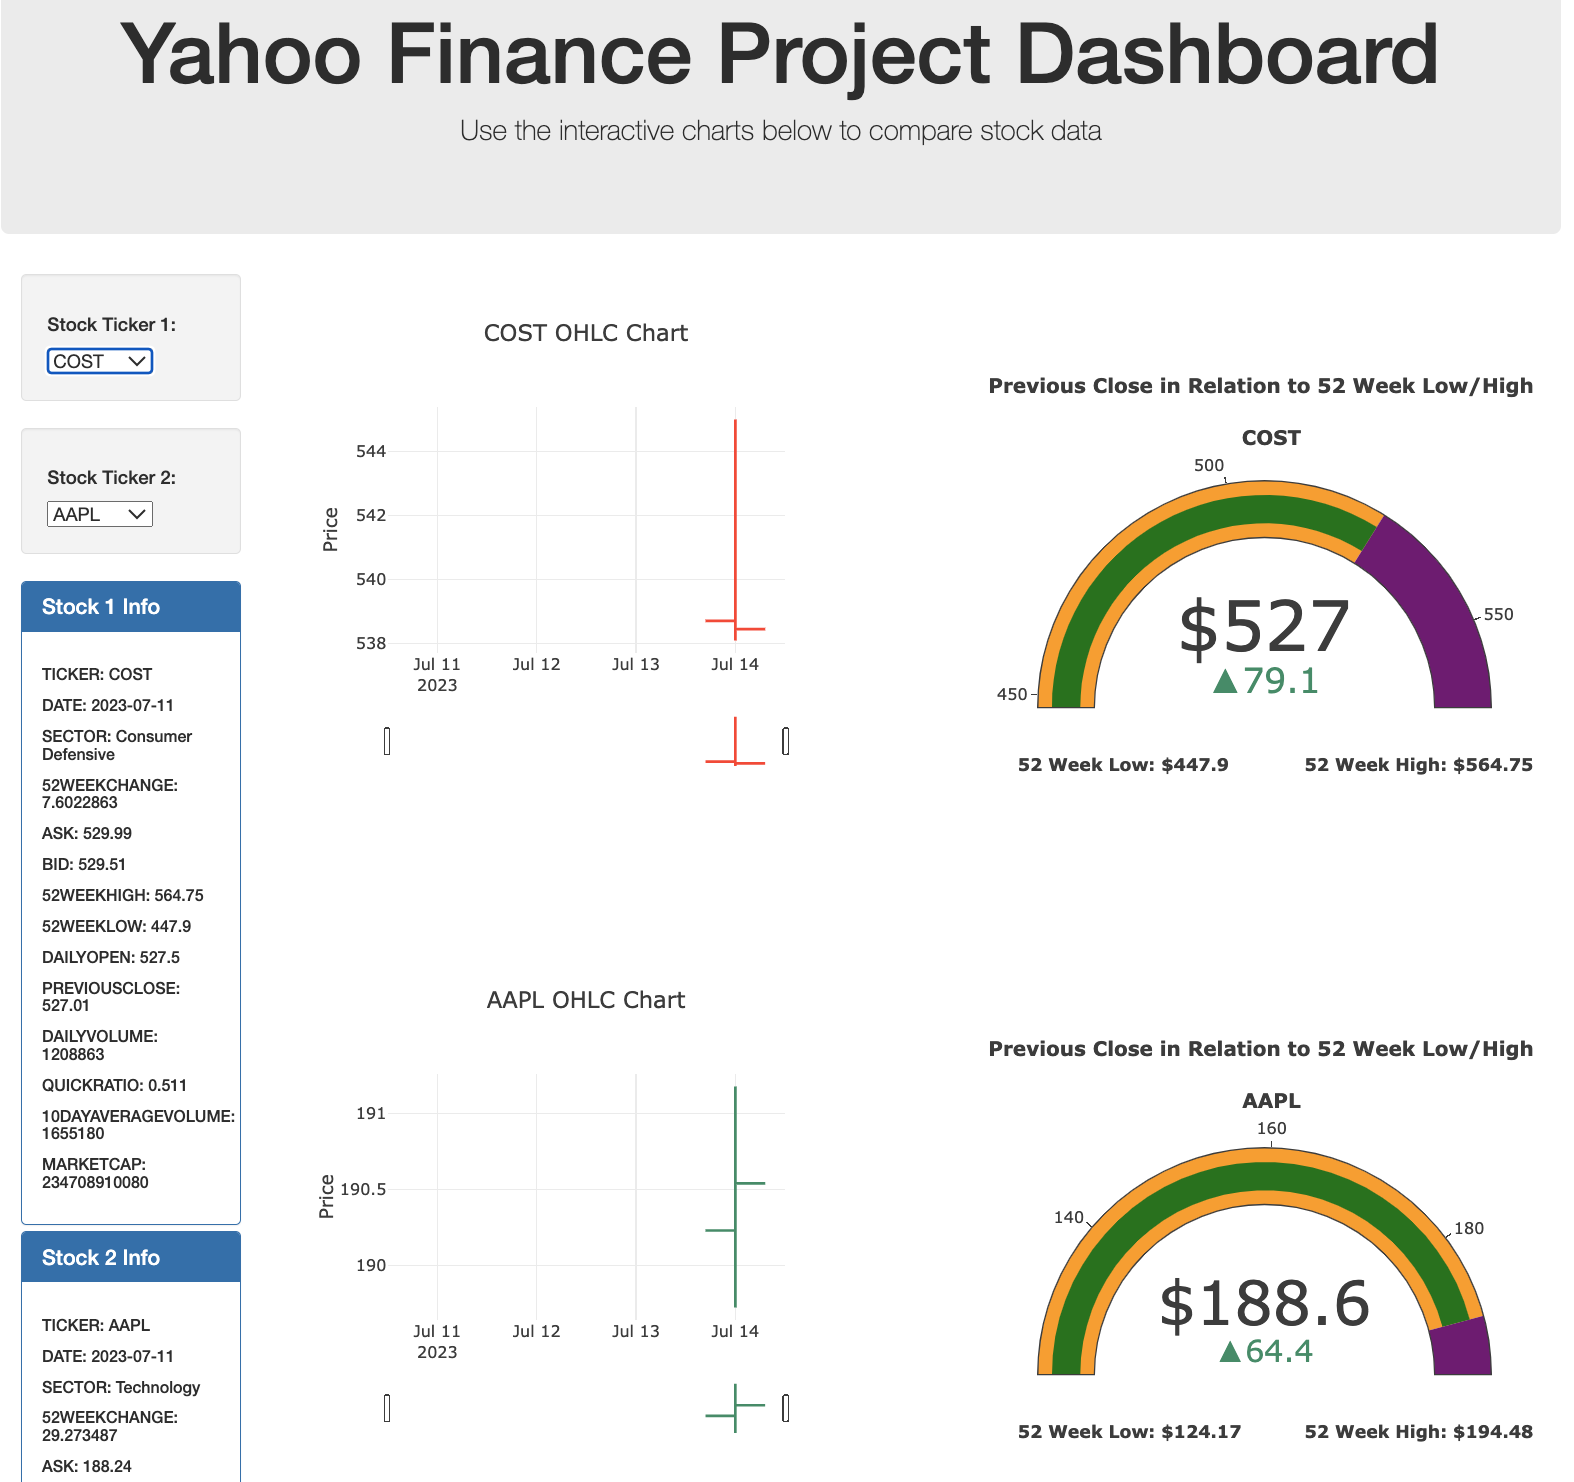 Yahoo Finance Project Dashboard
Use the interactive charts below to compare stock data
Stock Ticker 1:
COST
Stock Ticker 2:
AAPL
Stock 1 Info
TICKER: COST
DATE: 2023-07-11
SECTOR: Consumer
Defensive
52WEEKCHANGE:
7.6022863
ASK: 529.99
BID: 529.51
52WEEKHIGH: 564.75
52WEEKLOW: 447.9
DAILYOPEN: 527.5
PREVIOUSCLOSE:
527.01
DAILYVOLUME:
1208863
QUICKRATIO: 0.511
10DAYAVERAGEVOLUME:
1655180
MARKETCAP:
234708910080
Stock 2 Info
TICKER: AAPL
DATE: 2023-07-11
SECTOR: Technology
52WEEKCHANGE:
29.273487
ASK: 188.24
COST OHLC Chart
Price
544
542
540
538
Jul 11 Jul 12 Jul 13 Jul 14
2023
Previous Close in Relation to 52 Week Low/High
COST
500
450
550
$527
▲79.1
52 Week Low: $447.9 52 Week High: $564.75
AAPL OHLC Chart
Price
191
190.5
190
Jul 11 Jul 12 Jul 13 Jul 14
2023
Previous Close in Relation to 52 Week Low/High
AAPL
160
140
180
$188.6
▲64.4
52 Week Low: $124.17 52 Week High: $194.48